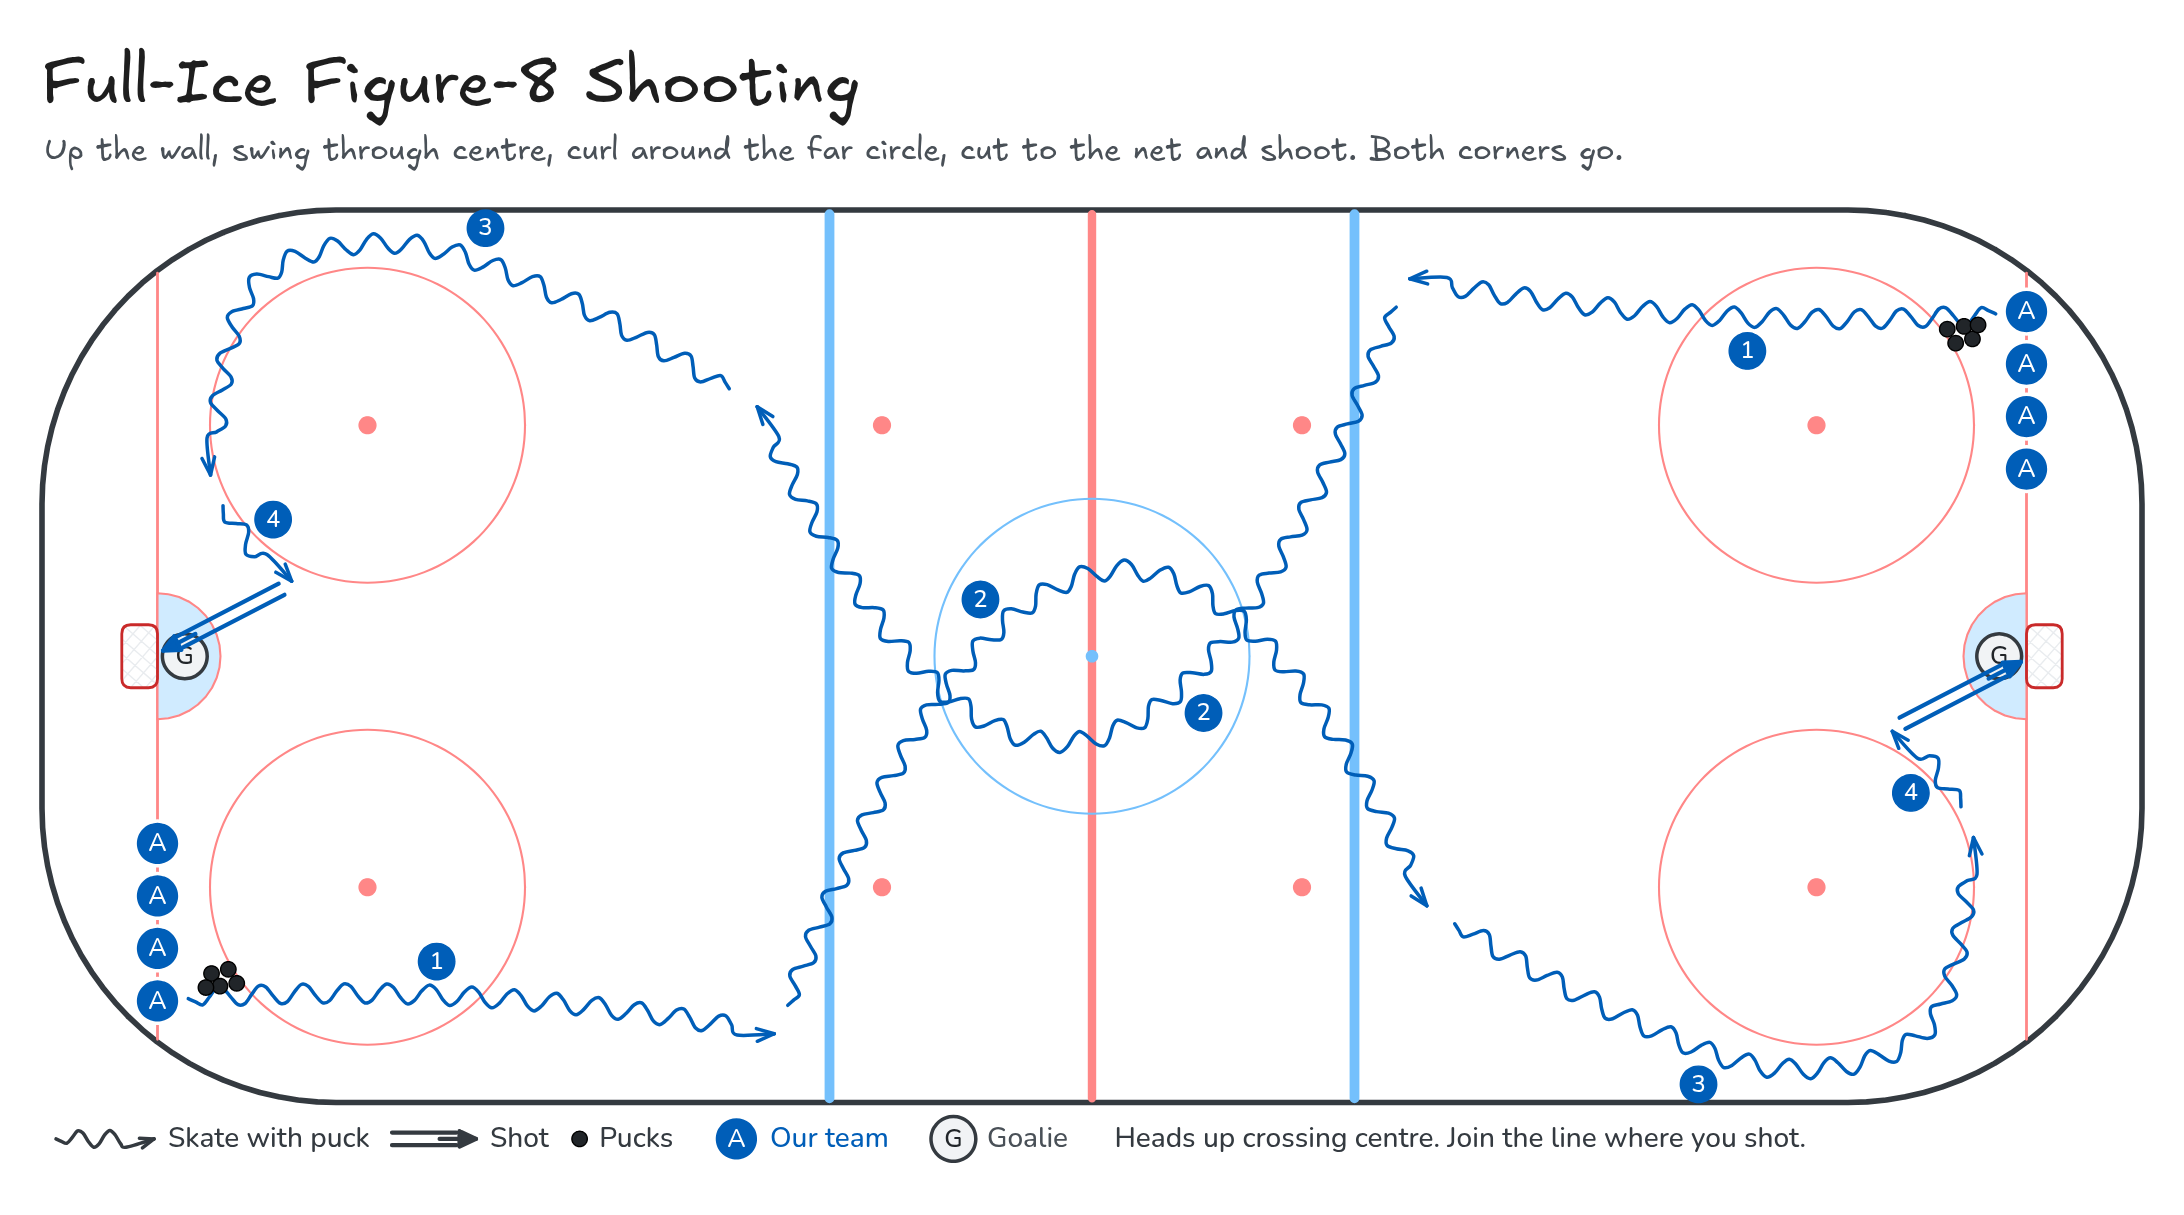 Full-Ice Figure-8 Shooting
Up the wall, swing through centre, curl around the far circle, cut to the net and shoot. Both corners go.
3
A
1
A
A
A
4
2
G
G
2
4
A
A
A
1
A
3
Skate with puck Shot Pucks A Our team G Goalie Heads up crossing centre. Join the line where you shot.